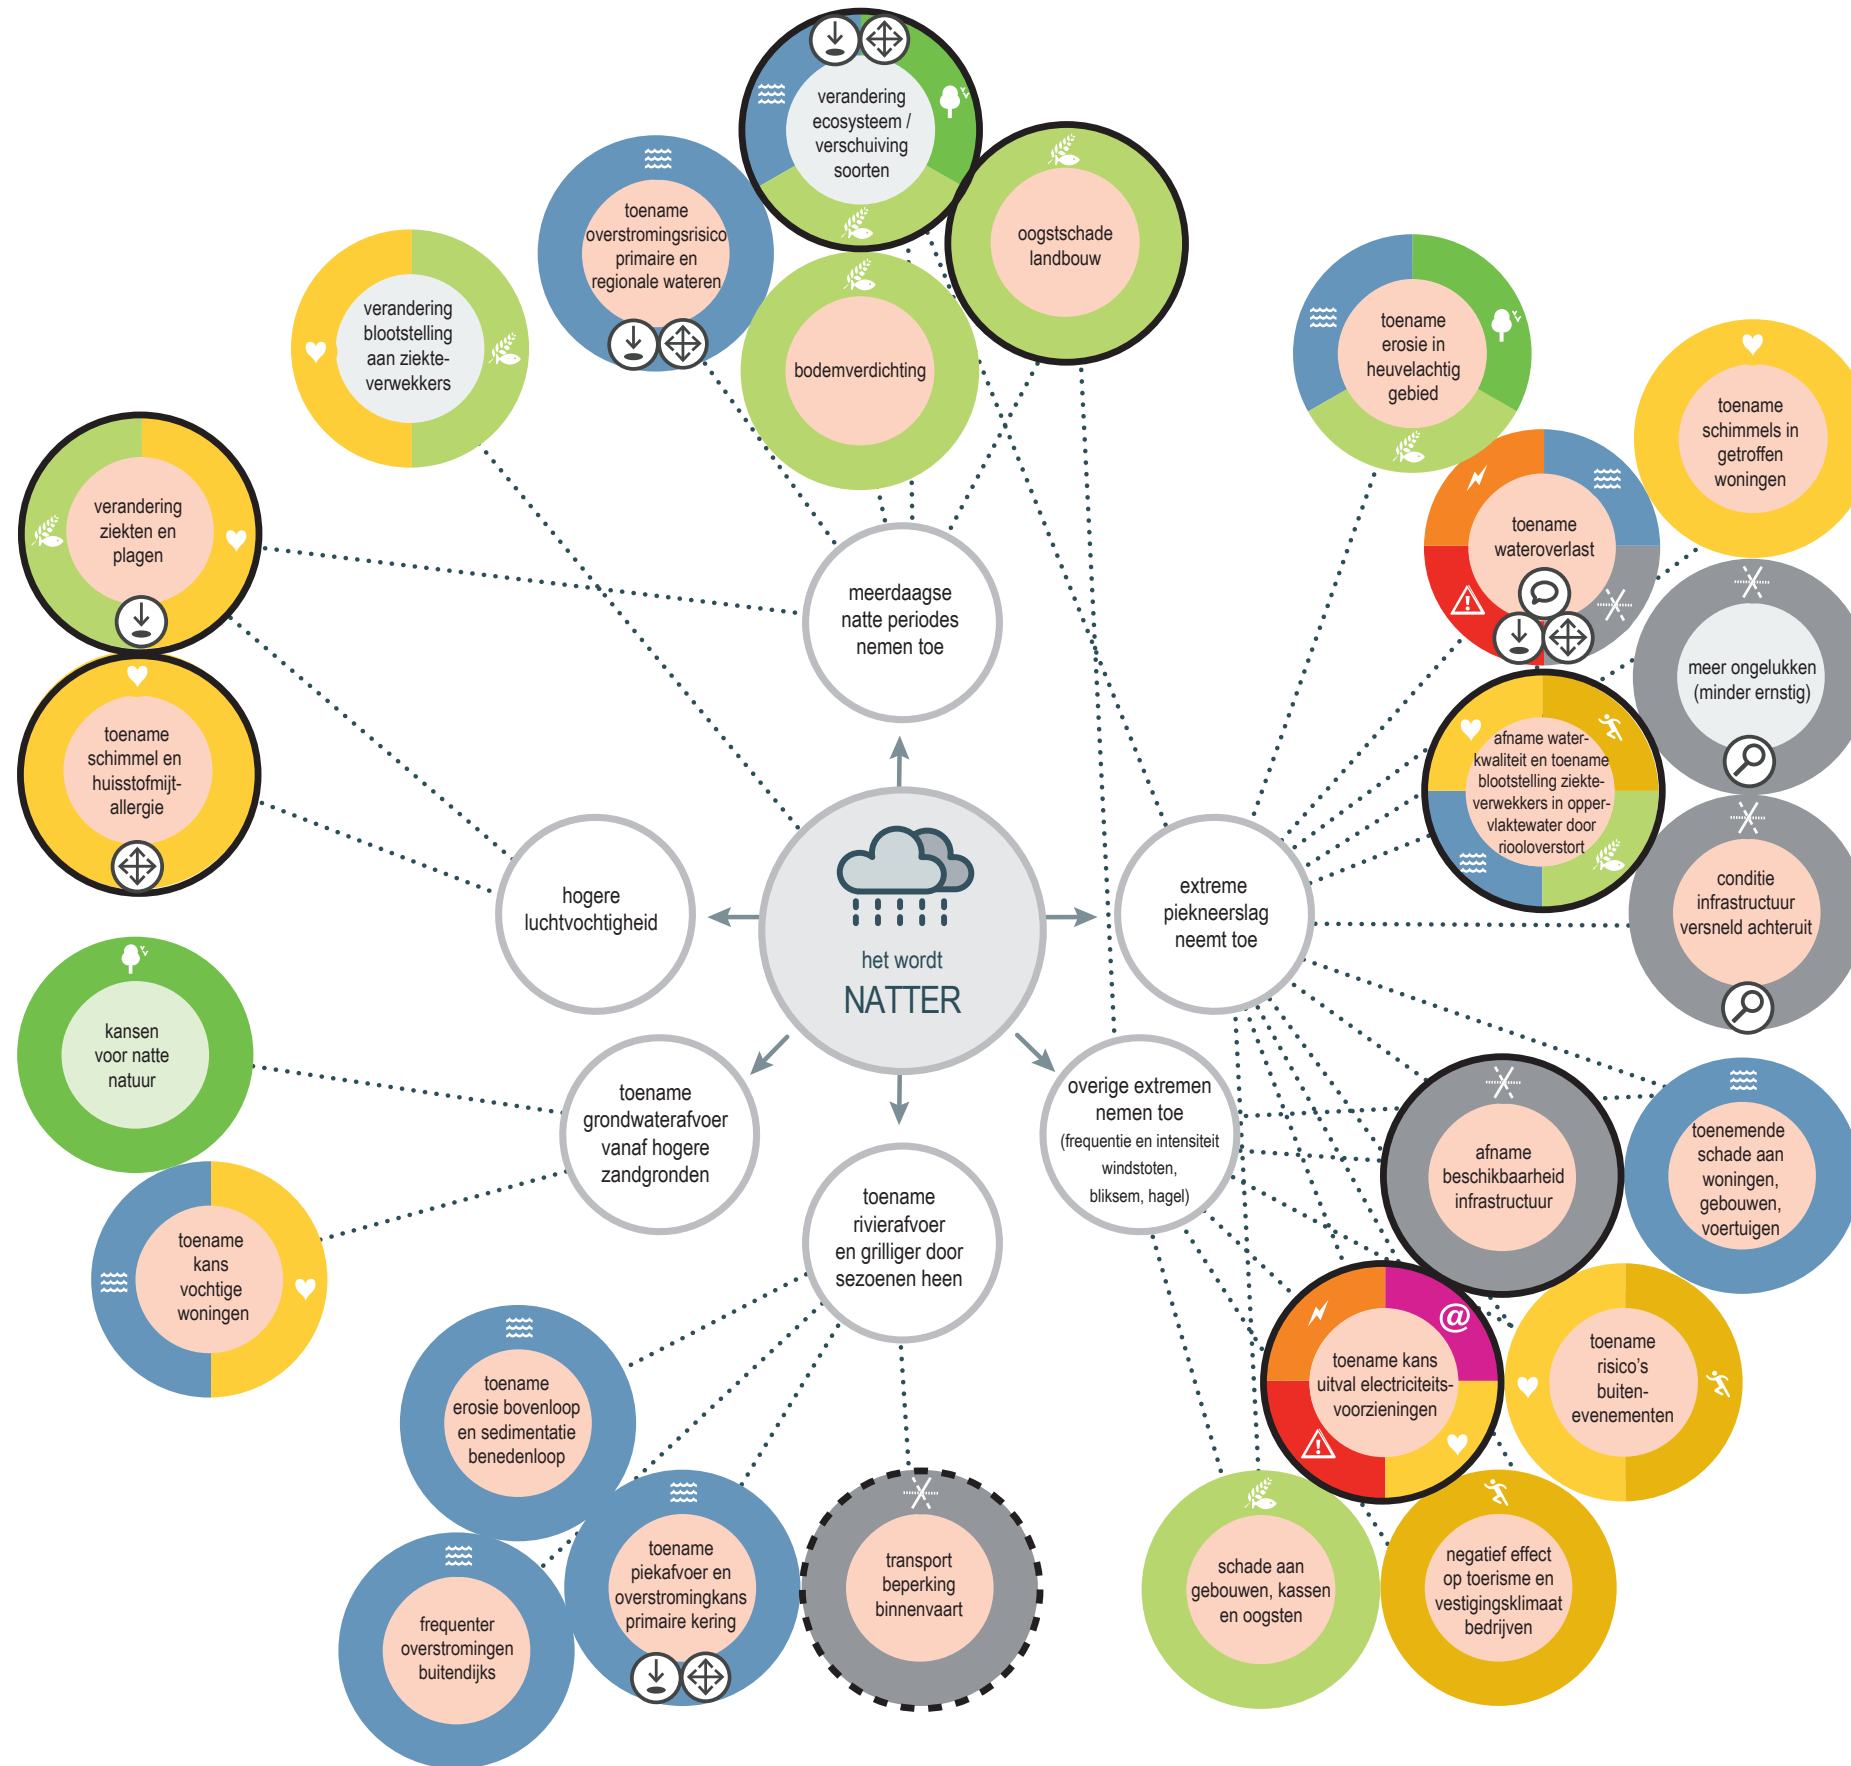 verandering
ecosysteem /
verschuiving
soorten
toename
overstromingsrisico
primaire en
regionale wateren
oogstschade
landbouw
verandering
blootstelling
aan ziekte-
verwekkers
bodemverdichting
toename
erosie in
heuvelachtig
gebied
toename
schimmels in
getroffen
woningen
verandering
ziekten en
plagen
toename
wateroverlast
meerdaagse
natte periodes
nemen toe
meer ongelukken
(minder ernstig)
toename
schimmel en
huisstofmijt-
allergie
afname water-
kwaliteit en toename
blootstelling ziekte-
verwekkers in opper-
vlaktewater door
riooloverstort
hogere
luchtvochtigheid
het wordt
NATTER
extreme
piekneerslag
neemt toe
conditie
infrastructuur
versneld achteruit
kansen
voor natte
natuur
toename
grondwaterafvoer
vanaf hogere
zandgronden
overige extremen
nemen toe
(frequentie en intensiteit
windstoten,
bliksem, hagel)
afname
beschikbaarheid
infrastructuur
toenemende
schade aan
woningen,
gebouwen,
voertuigen
toename
kans
vochtige
woningen
toename
rivierafvoer
en grilliger door
sezoenen heen
@
toename kans
uitval electriciteits-
voorzieningen
toename
risico's
buiten-
evenementen
toename
erosie bovenloop
en sedimentatie
benedenloop
toename
piekafvoer en
overstromingkans
primaire kering
transport
beperking
binnenvaart
schade aan
gebouwen, kassen
en oogsten
negatief effect
op toerisme en
vestigingsklimaat
bedrijven
frequenter
overstromingen
buitendijks